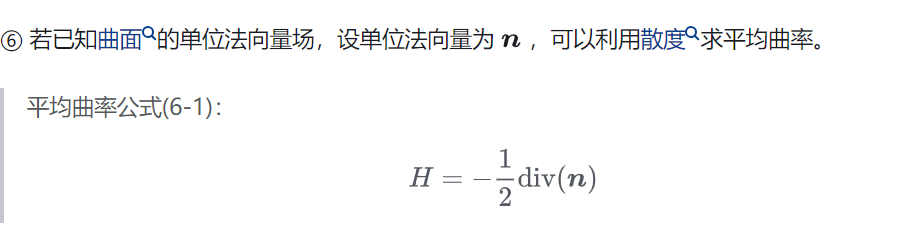 ⑥ 若已知曲面的单位法向量场，设单位法向量为 n ，可以利用散度求平均曲率。
平均曲率公式(6-1)：
H = −1/2 div(n)